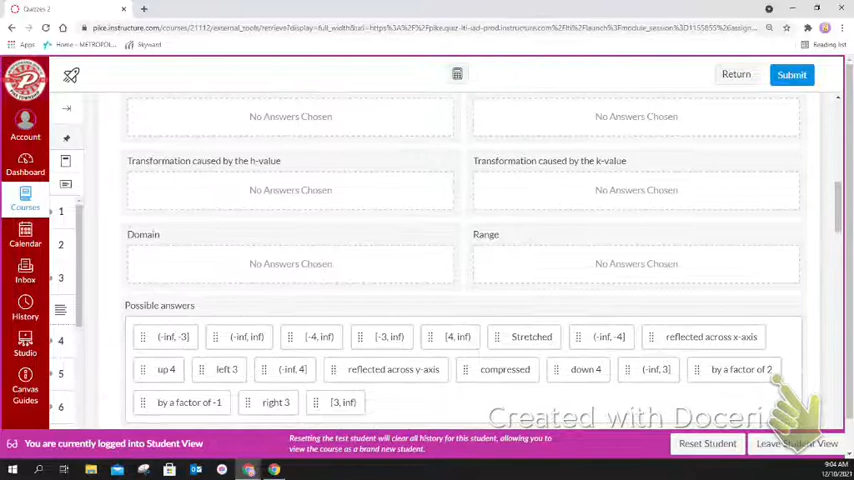 Quizzes 2
pike.instructure.com/courses/21112/external_tools/retrieve?display=full_width&url=https%3A%2F%2Fpike.quiz-lti-iad-prod.instructure.com%2Flti%2Flaunch%3Fmodule_session%3D1155855%26assign...
Apps Home - METROPOL... Skyward Reading list
Return Submit
Account
Dashboard
Courses
Calendar
Inbox
History
Studio
Canvas
Guides
1
2
3
4
5
6
No Answers Chosen No Answers Chosen
Transformation caused by the h-value Transformation caused by the k-value
No Answers Chosen No Answers Chosen
Domain Range
No Answers Chosen No Answers Chosen
Possible answers
(-inf, -3] (-inf, inf) [-4, inf) [-3, inf) [4, inf) Stretched (-inf, -4] reflected across x-axis
up 4 left 3 (-inf, 4] reflected across y-axis compressed down 4 (-inf, 3] by a factor of 2
by a factor of -1 right 3 [3, inf)
Created with Doceri
You are currently logged into Student View
Resetting the test student will clear all history for this student, allowing you to
view the course as a brand new student.
Reset Student Leave Student View
9:04 AM
12/10/2021